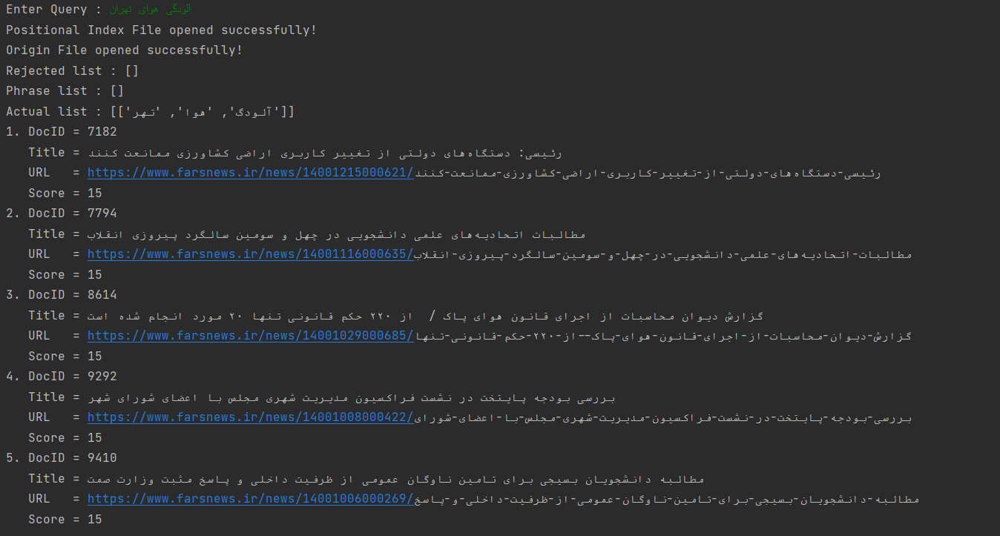 Enter Query : آلودگی هوای تهران
Positional Index File opened successfully!
Origin File opened successfully!
Rejected list : []
Phrase list : []
Actual list : [['آلودگ', 'هوا', 'تهر']]
1. DocID = 7182
Title = رئیسی: دستگاه‌های دولتی از تغییر کاربری اراضی کشاورزی ممانعت کنند
URL = https://www.farsnews.ir/news/14001215000621/رئیسی-دستگاه‌های-دولتی-از-تغییر-کاربری-اراضی-کشاورزی-ممانعت-کنند
Score = 15
2. DocID = 7794
Title = مطالبات اتحادیه‌های علمی دانشجویی در چهل و سومین سالگرد پیروزی انقلاب
URL = https://www.farsnews.ir/news/14001116000635/مطالبات-اتحادیه‌های-علمی-دانشجویی-در-چهل-و-سومین-سالگرد-پیروزی-انقلاب
Score = 15
3. DocID = 8614
Title = گزارش دیوان محاسبات از اجرای قانون هوای پاک / از ۲۲۰ حکم قانونی تنها ۲۰ مورد انجام شده است
URL = https://www.farsnews.ir/news/14001029000685/گزارش-دیوان-محاسبات-از-اجرای-قانون-هوای-پاک--از-۲۲۰-حکم-قانونی-تنها
Score = 15
4. DocID = 9292
Title = بررسی بودجه پایتخت در نشست فراکسیون مدیریت شهری مجلس با اعضای شورای شهر
URL = https://www.farsnews.ir/news/14001008000422/بررسی-بودجه-پایتخت-در-نشست-فراکسیون-مدیریت-شهری-مجلس-با-اعضای-شورای
Score = 15
5. DocID = 9410
Title = مطالبه دانشجویان بسیجی برای تامین ناوگان عمومی از ظرفیت داخلی و پاسخ مثبت وزارت صمت
URL = https://www.farsnews.ir/news/14001006000269/مطالبه-دانشجویان-بسیجی-برای-تامین-ناوگان-عمومی-از-ظرفیت-داخلی-و-پاسخ
Score = 15